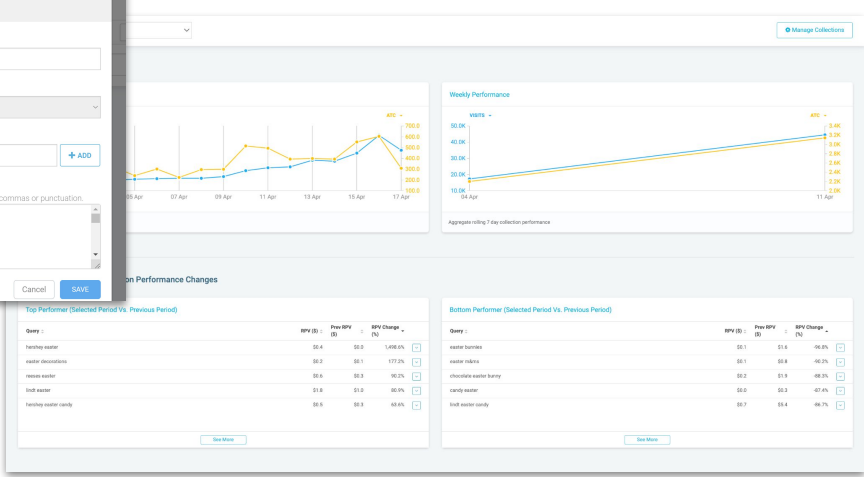 Manage Collections
+ ADD
commas or punctuation.
Cancel
SAVE
ATC
700.0
600.0
500.0
400.0
300.0
200.0
100.0
05 Apr
07 Apr
09 Apr
11 Apr
13 Apr
15 Apr
17 Apr
Weekly Performance
VISITS
ATC
50.0K
40.0K
30.0K
20.0K
10.0K
3.4K
3.2K
3.0K
2.8K
2.6K
2.4K
2.2K
2.0K
04 Apr
11 Apr
Aggregate rolling 7 day collection performance
on Performance Changes
Top Performer (Selected Period Vs. Previous Period)
Query RPV ($) Prev RPV ($) RPV Change (%)
hershey easter $0.4 $0.0 1,498.6%
easter decorations $0.2 $0.1 177.2%
reeses easter $0.6 $0.3 90.2%
lindt easter $1.8 $1.0 80.9%
hershey easter candy $0.5 $0.3 63.6%
See More
Bottom Performer (Selected Period Vs. Previous Period)
Query RPV ($) Prev RPV ($) RPV Change (%)
easter bunnies $0.1 $1.6 -96.8%
easter m&ms $0.1 $0.8 -90.2%
chocolate easter bunny $0.2 $1.9 -88.3%
candy easter $0.0 $0.3 -87.4%
lindt easter candy $0.7 $5.4 -86.7%
See More